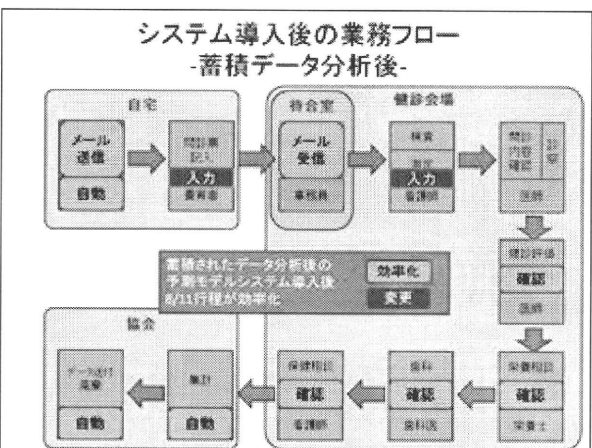 システム導入後の業務フロー
-蓄積データ分析後-
自宅
待合室
健診会場
メール
送信
自動
問診票
記入
入力
養育者
メール
受信
事務員
検査
入力
看護師
問診
内容
確認
診
察
医師
健診評価
確認
医師
蓄積されたデータ分析後の
予測モデルシステム導入後
8/11行程が効率化
効率化
変更
協会
データ送付
自動
集計
自動
保健相談
確認
看護師
歯科
確認
歯科医
栄養相談
確認
栄養士